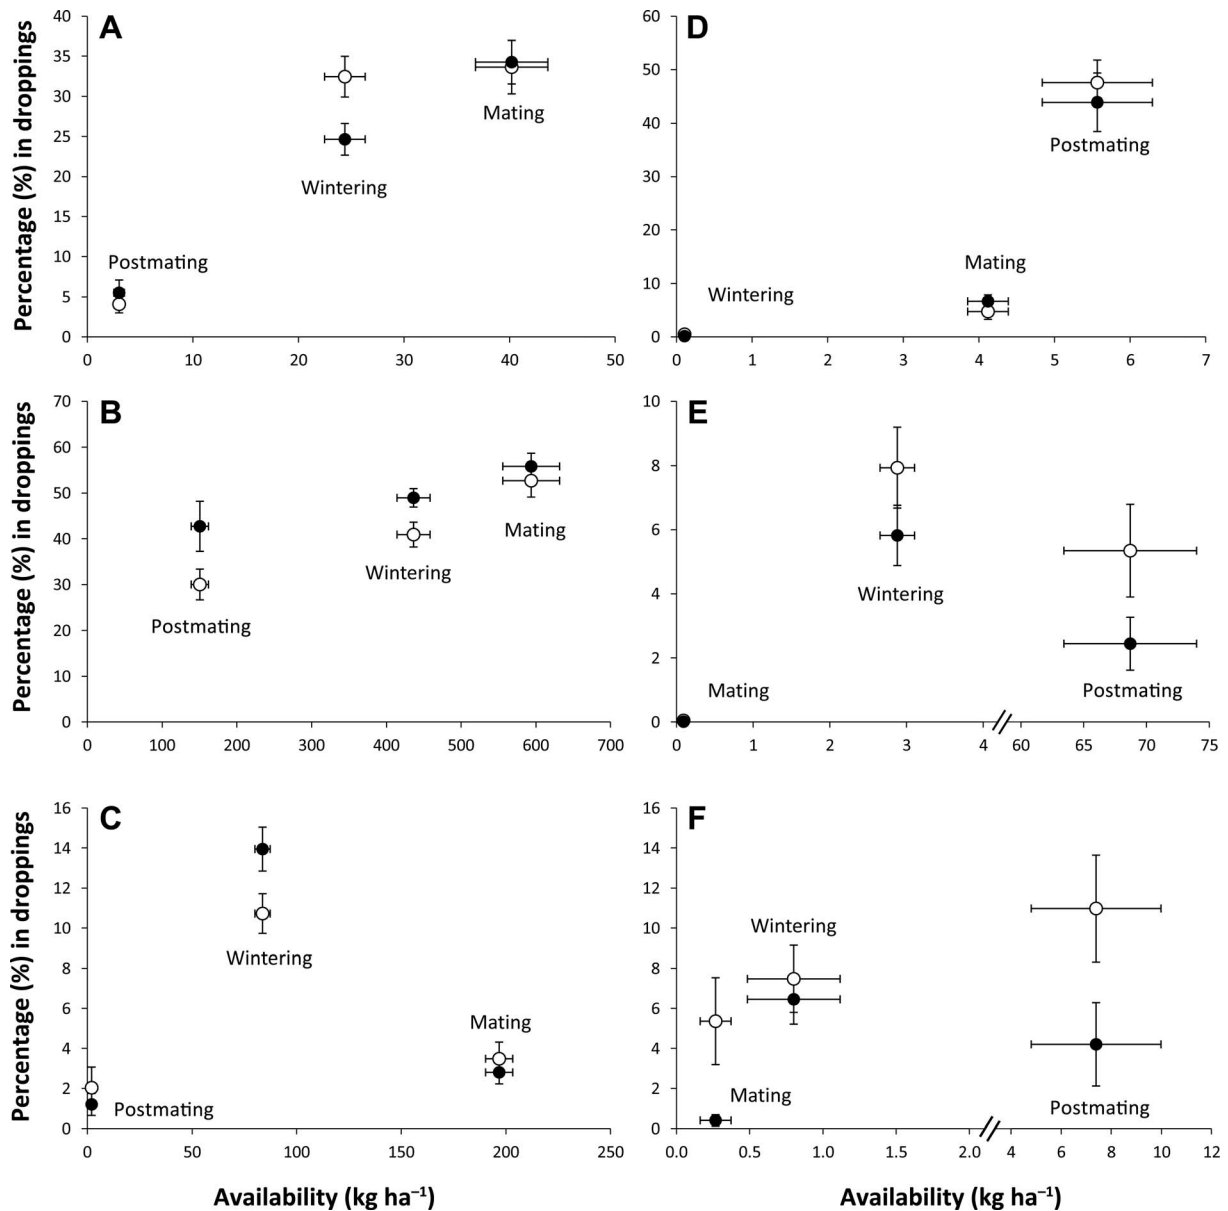 A
Percentage (%) in droppings
40
35
30
25
20
15
10
5
0
0 10 20 30 40 50
Postmating
Wintering
Mating
D
60
50
40
30
20
10
0
0 1 2 3 4 5 6 7
Wintering
Mating
Postmating
B
Percentage (%) in droppings
70
60
50
40
30
20
10
0
0 100 200 300 400 500 600 700
Postmating
Wintering
Mating
E
10
8
6
4
2
0
0 1 2 3 4 60 65 70 75
Mating
Wintering
Postmating
C
Percentage (%) in droppings
16
14
12
10
8
6
4
2
0
0 50 100 150 200 250
Postmating
Wintering
Mating
Availability (kg ha⁻¹)
F
16
14
12
10
8
6
4
2
0
0.0 0.5 1.0 1.5 2.0 4 6 8 10 12
Wintering
Mating
Postmating
Availability (kg ha⁻¹)